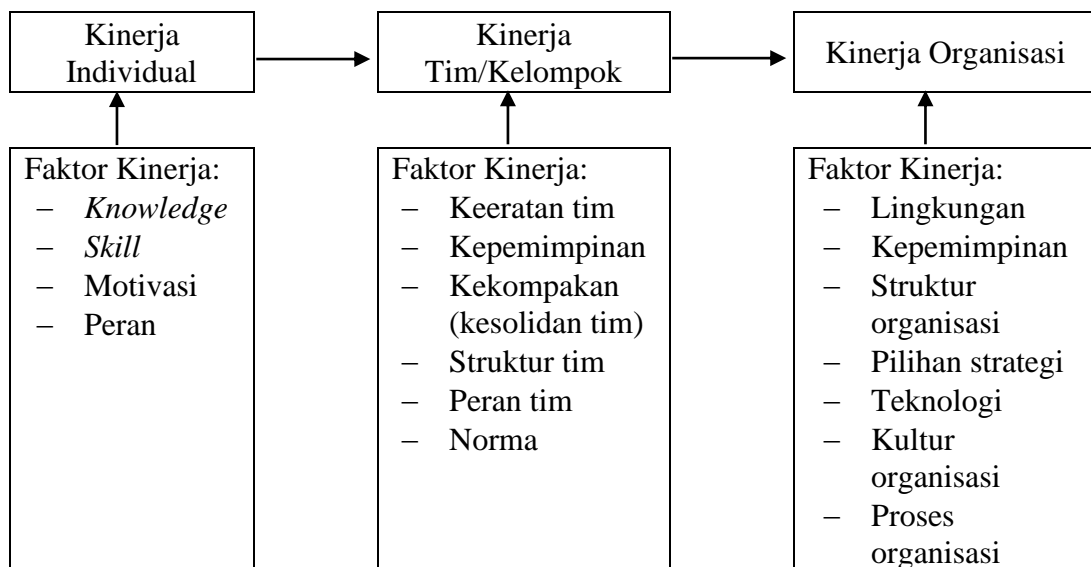 Kinerja
Individual
Kinerja
Tim/Kelompok
Kinerja Organisasi
Faktor Kinerja:
– Knowledge
– Skill
– Motivasi
– Peran
Faktor Kinerja:
– Keeratan tim
– Kepemimpinan
– Kekompakan
(kesolidan tim)
– Struktur tim
– Peran tim
– Norma
Faktor Kinerja:
– Lingkungan
– Kepemimpinan
– Struktur
organisasi
– Pilihan strategi
– Teknologi
– Kultur
organisasi
– Proses
organisasi